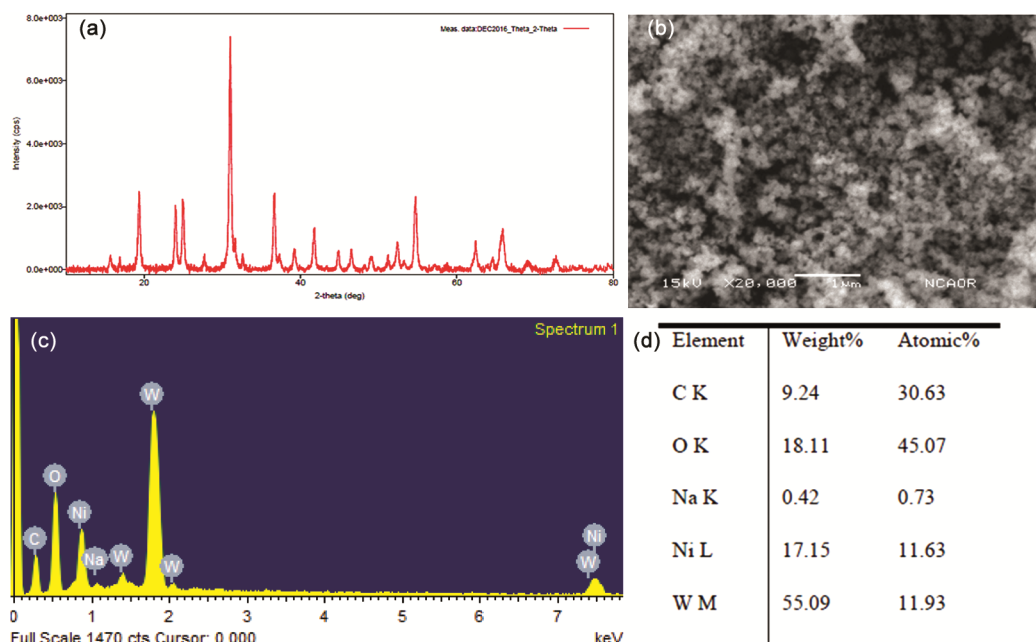 (a)
Meas. data:DEC2016_Theta_2-Theta
8.0e+003
6.0e+003
4.0e+003
2.0e+003
0.0e+000
Intensity (cps)
20
40
60
80
2-theta (deg)
(b)
15kV X20,000 1µm NCAOR
(c)
Spectrum 1
C
O
Ni
Na
W
W
W
Ni
W
0 1 2 3 4 5 6 7
Full Scale 1470 cts Cursor: 0.000 keV
(d)
Element Weight% Atomic%
C K 9.24 30.63
O K 18.11 45.07
Na K 0.42 0.73
Ni L 17.15 11.63
W M 55.09 11.93